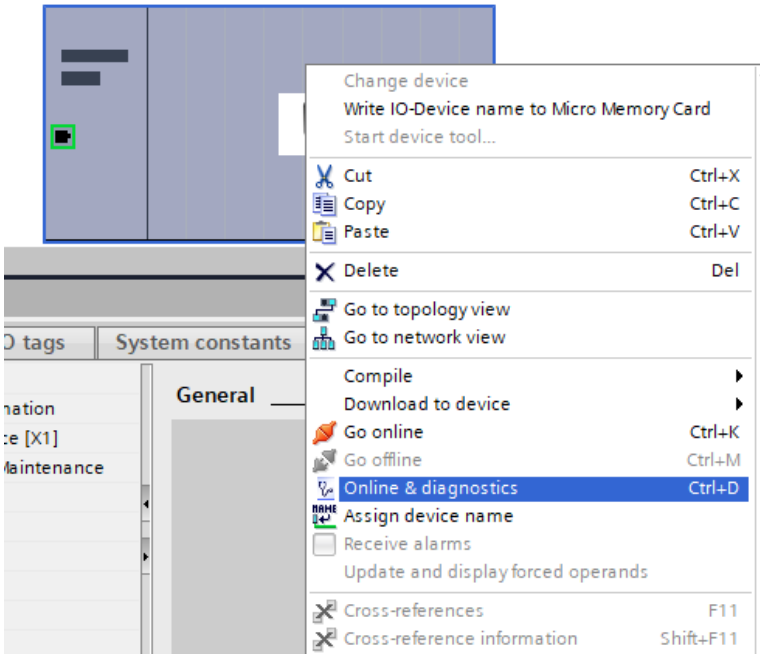 Change device
Write IO-Device name to Micro Memory Card
Start device tool...
Cut Ctrl+X
Copy Ctrl+C
Paste Ctrl+V
Delete Del
Go to topology view
Go to network view
Compile
Download to device
Go online Ctrl+K
Go offline Ctrl+M
Online & diagnostics Ctrl+D
NAME Assign device name
Receive alarms
Update and display forced operands
Cross-references F11
Cross-reference information Shift+F11
O tags System constants
General
nation
ce [X1]
Maintenance